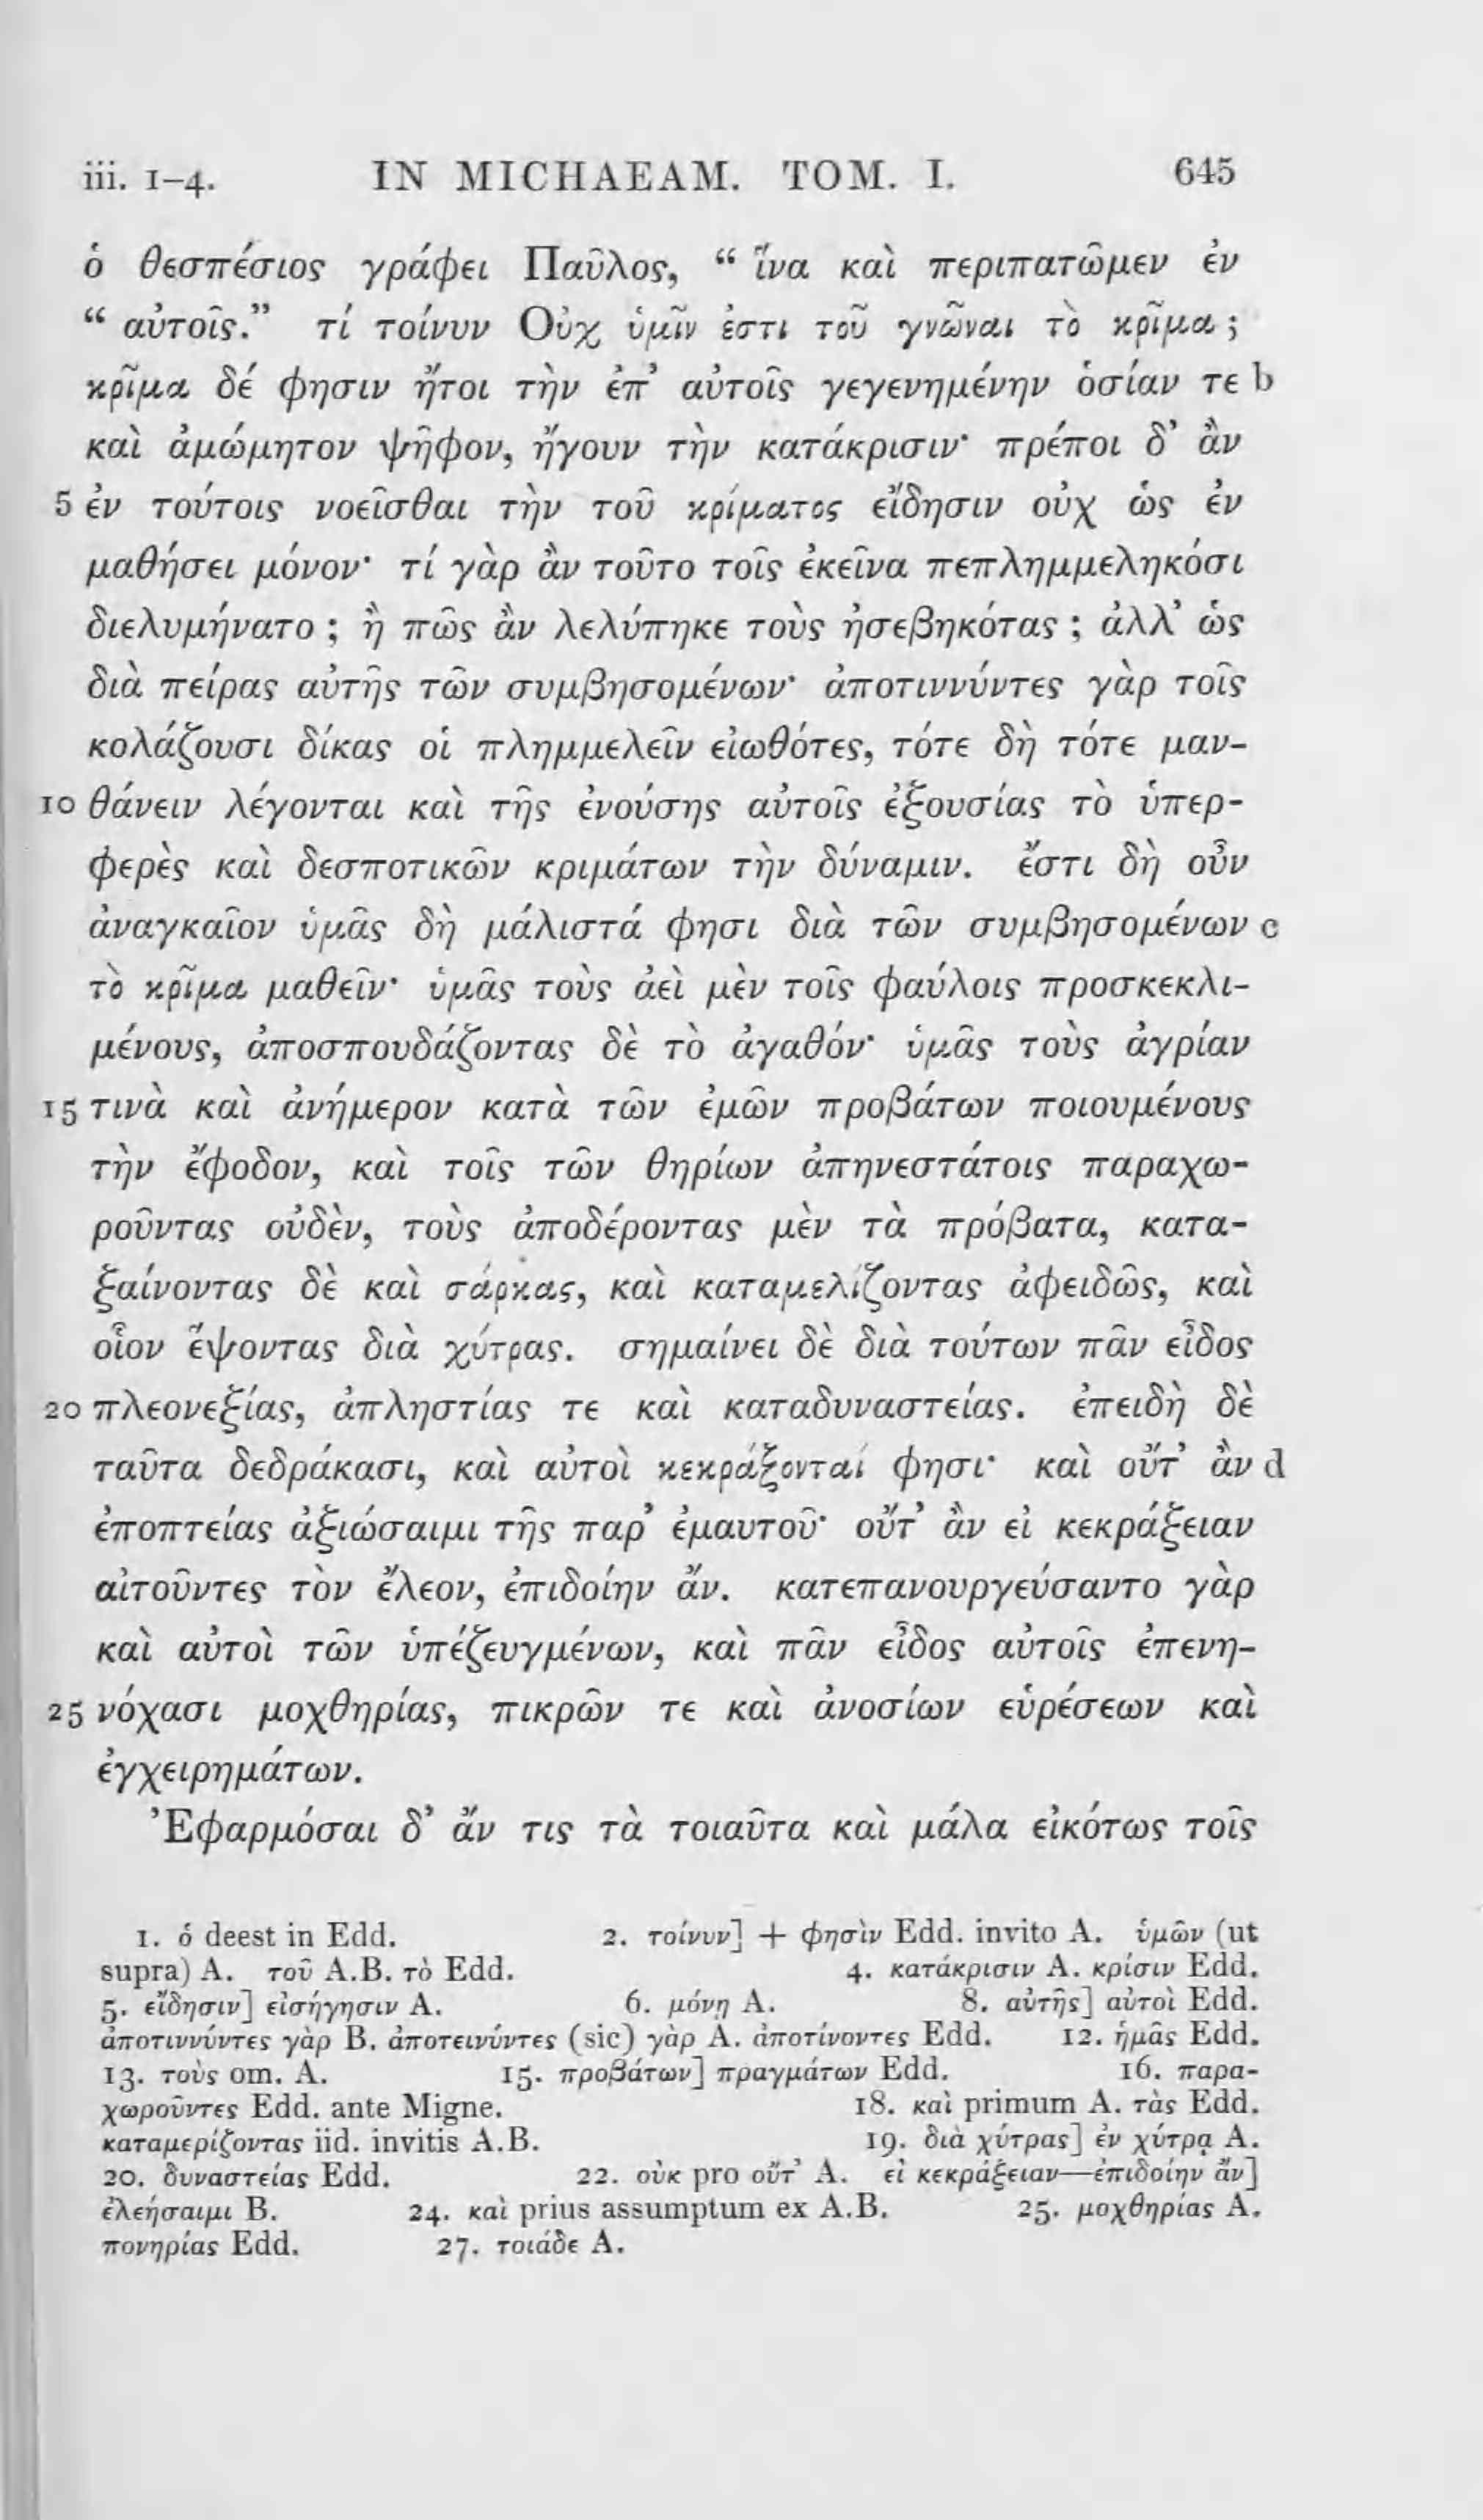 iii. 1–4. IN MICHAEAM. TOM. I. 645
ὁ θεσπέσιος γράφει Παῦλος, “ ἵνα καὶ περιπατῶμεν ἐν
“ αὐτοῖς.” τί τοίνυν Οὐχ ὑμῖν ἐστι τοῦ γνῶναι τὸ κρῖμα ;
κρῖμα δέ φησιν ἤτοι τὴν ἐπ’ αὐτοῖς γεγενημένην ὁσίαν τε b
καὶ ἀμώμητον ψῆφον, ἤγουν τὴν κατάκρισιν· πρέποι δ’ ἂν
5 ἐν τούτοις νοεῖσθαι τὴν τοῦ κρίματος εἴδησιν οὐχ ὡς ἐν
μαθήσει μόνον· τί γὰρ ἂν τοῦτο τοῖς ἐκεῖνα πεπλημμεληκόσι
διελυμήνατο ; ἢ πῶς ἂν λελύπηκε τοὺς ἠσεβηκότας ; ἀλλ’ ὡς
διὰ πείρας αὐτῆς τῶν συμβησομένων· ἀποτιννύντες γὰρ τοῖς
κολάζουσι δίκας οἱ πλημμελεῖν εἰωθότες, τότε δὴ τότε μαν-
10 θάνειν λέγονται καὶ τῆς ἐνούσης αὐτοῖς ἐξουσίας τὸ ὑπερ-
φερὲς καὶ δεσποτικῶν κριμάτων τὴν δύναμιν. ἔστι δὴ οὖν
ἀναγκαῖον ὑμᾶς δὴ μάλιστά φησι διὰ τῶν συμβησομένων c
τὸ κρῖμα μαθεῖν· ὑμᾶς τοὺς ἀεὶ μὲν τοῖς φαύλοις προσκεκλι-
μένους, ἀποσπουδάζοντας δὲ τὸ ἀγαθόν· ὑμᾶς τοὺς ἀγρίαν
15 τινὰ καὶ ἀνήμερον κατὰ τῶν ἐμῶν προβάτων ποιουμένους
τὴν ἔφοδον, καὶ τοῖς τῶν θηρίων ἀπηνεστάτοις παραχω-
ροῦντας οὐδὲν, τοὺς ἀποδέροντας μὲν τὰ πρόβατα, κατα-
ξαίνοντας δὲ καὶ σάρκας, καὶ καταμελίζοντας ἀφειδῶς, καὶ
οἷον ἕψοντας διὰ χύτρας. σημαίνει δὲ διὰ τούτων πᾶν εἶδος
20 πλεονεξίας, ἀπληστίας τε καὶ καταδυναστείας. ἐπειδὴ δὲ
ταῦτα δεδράκασι, καὶ αὐτοὶ κεκράξονταί φησι· καὶ οὔτ’ ἂν d
ἐποπτείας ἀξιώσαιμι τῆς παρ’ ἐμαυτοῦ· οὔτ’ ἂν εἰ κεκράξειαν
αἰτοῦντες τὸν ἔλεον, ἐπιδοίην ἄν. κατεπανουργεύσαντο γὰρ
καὶ αὐτοὶ τῶν ὑπέζευγμένων, καὶ πᾶν εἶδος αὐτοῖς ἐπενη-
25 νόχασι μοχθηρίας, πικρῶν τε καὶ ἀνοσίων εὑρέσεων καὶ
ἐγχειρημάτων.
Ἐφαρμόσαι δ’ ἄν τις τὰ τοιαῦτα καὶ μάλα εἰκότως τοῖς
1. ὁ deest in Edd. 2. τοίνυν] + φησὶν Edd. invito A. ὑμῶν (ut
supra) A. τοῦ A.B. τὸ Edd. 4. κατάκρισιν A. κρίσιν Edd.
5. εἴδησιν] εἰσήγησιν A. 6. μόνῃ A. 8. αὐτῆς] αὐτοὶ Edd.
ἀποτιννύντες γὰρ B. ἀποτεινύντες (sic) γὰρ A. ἀποτίνοντες Edd. 12. ἡμᾶς Edd.
13. τοὺς om. A. 15. προβάτων] πραγμάτων Edd. 16. παρα-
χωροῦντες Edd. ante Migne. 18. καὶ primum A. τὰς Edd.
καταμερίζοντας iid. invitis A.B. 19. διὰ χύτρας] ἐν χύτρᾳ A.
20. δυναστείας Edd. 22. οὐκ pro οὔτ’ A. εἰ κεκράξειαν—ἐπιδοίην ἄν]
ἐλεήσαιμι B. 24. καὶ prius assumptum ex A.B. 25. μοχθηρίας A.
πονηρίας Edd. 27. τοιάδε A.